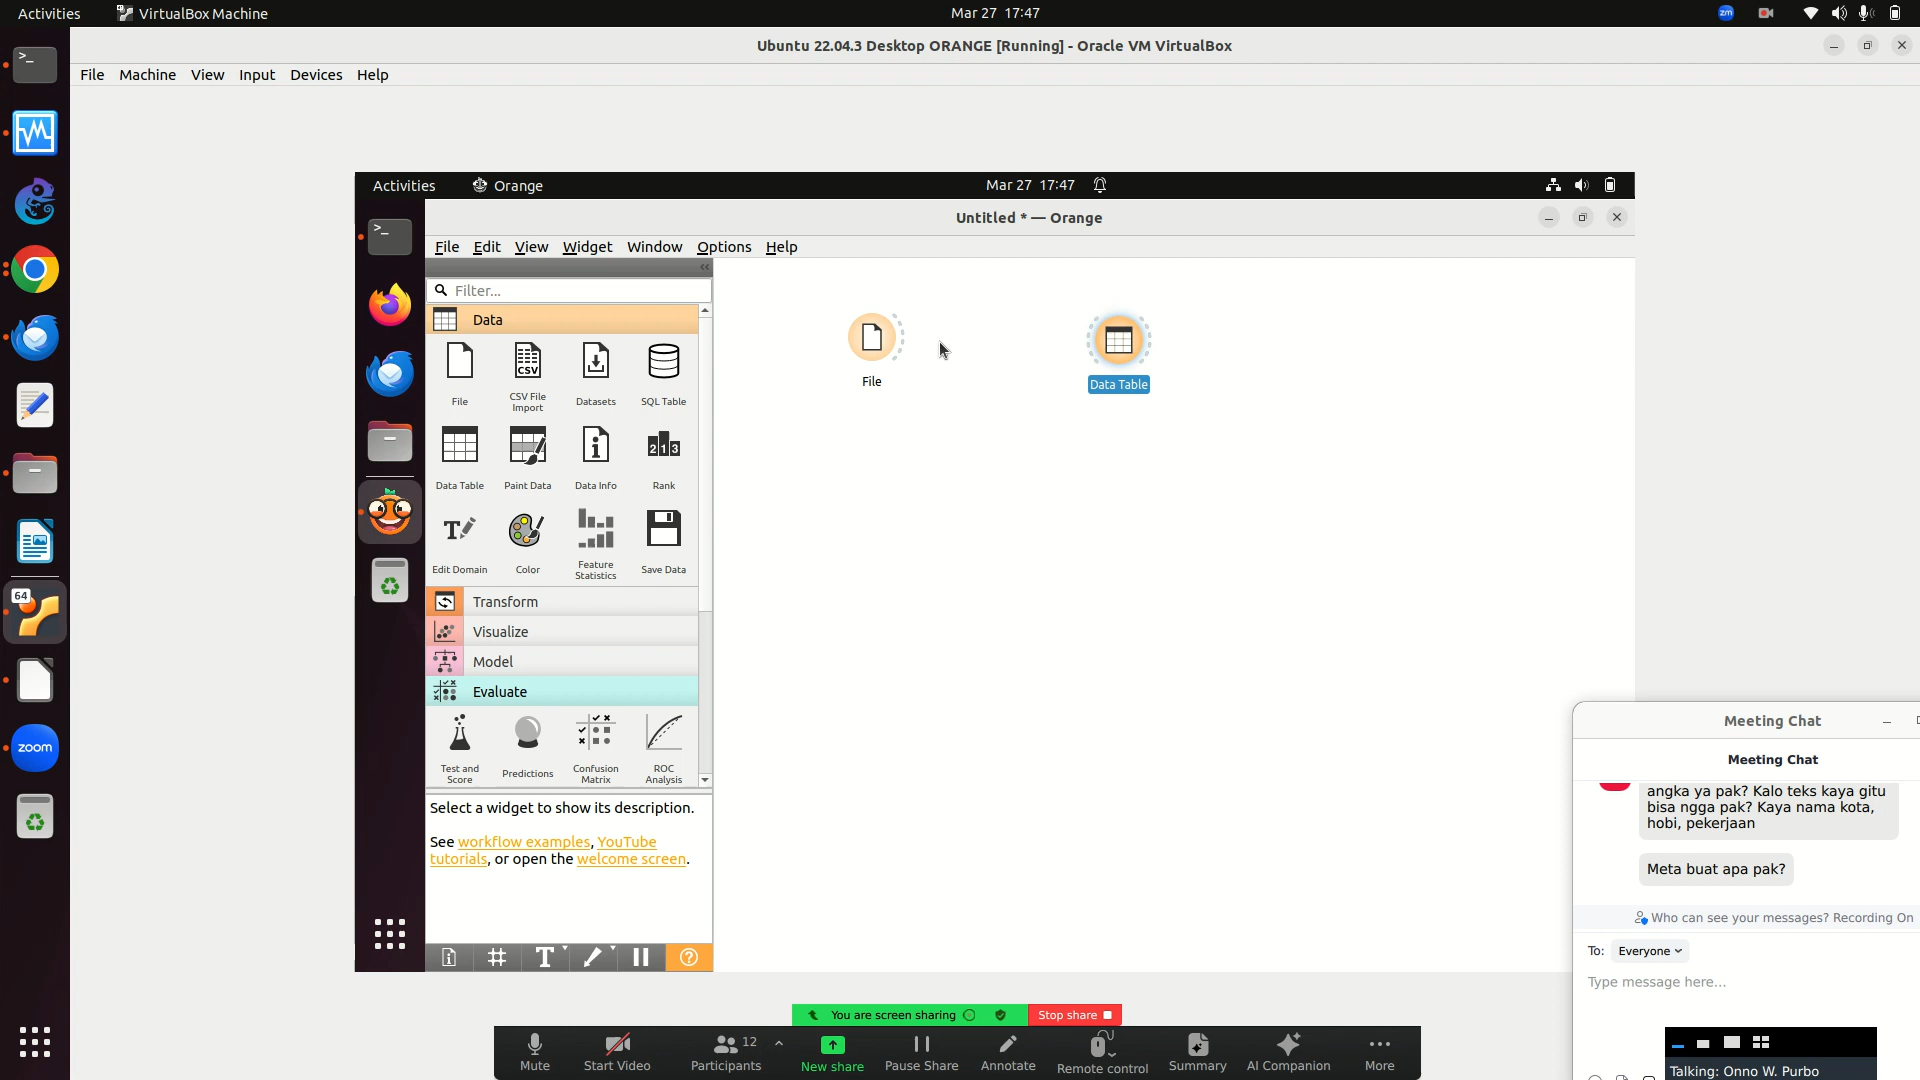 Activities
VirtualBox Machine
Mar 27 17:47
zm
Ubuntu 22.04.3 Desktop ORANGE [Running] - Oracle VM VirtualBox
File Machine View Input Devices Help
Activities
Orange
Mar 27 17:47
Untitled * — Orange
File Edit View Widget Window Options Help
Filter...
Data
File
CSV
CSV File
Import
Datasets
SQL Table
Data Table
Paint Data
Data Info
2 1 3
Rank
Edit Domain
Color
Feature
Statistics
Save Data
Transform
Visualize
Model
Evaluate
Test and
Score
Predictions
Confusion
Matrix
ROC
Analysis
Select a widget to show its description.
See workflow examples, YouTube
tutorials, or open the welcome screen.
File
Data Table
64
zoom
Meeting Chat
Meeting Chat
angka ya pak? Kalo teks kaya gitu
bisa ngga pak? Kaya nama kota,
hobi, pekerjaan
Meta buat apa pak?
Who can see your messages? Recording On
To: Everyone
Type message here...
Talking: Onno W. Purbo
You are screen sharing
Stop share
Mute
Start Video
12
Participants
New share
Pause Share
Annotate
Remote control
Summary
AI Companion
More